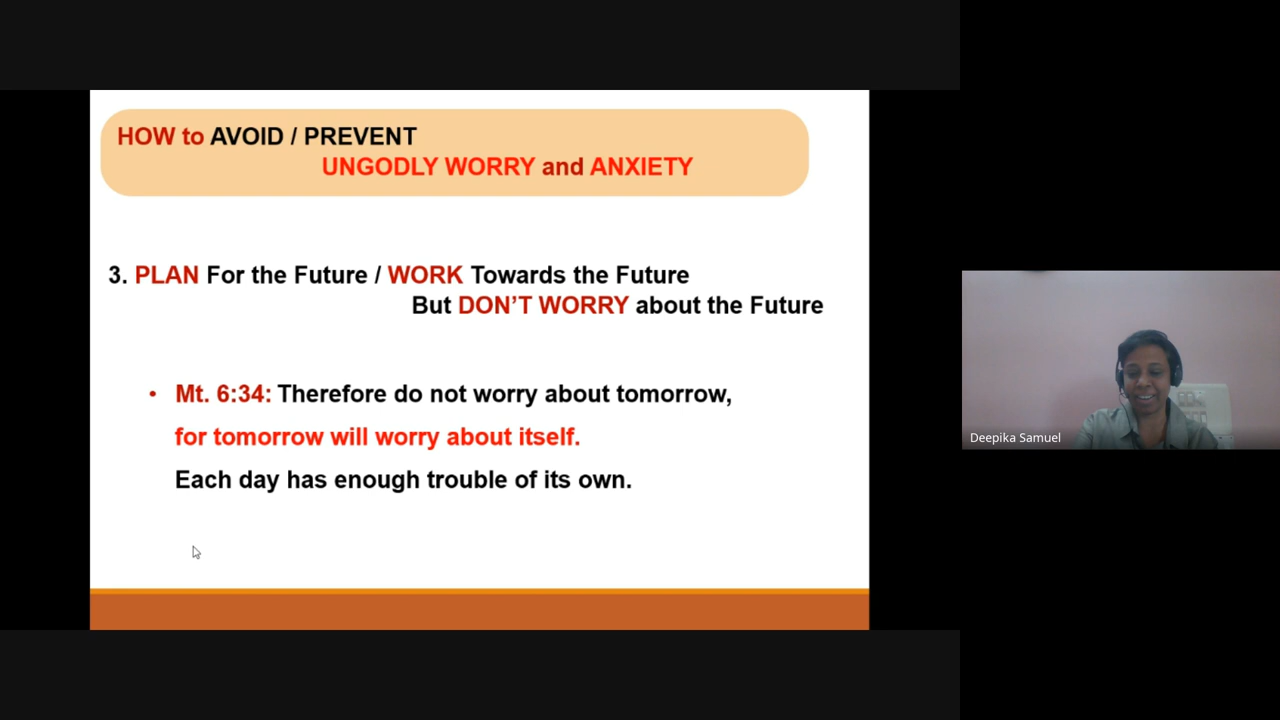 HOW to AVOID / PREVENT
UNGODLY WORRY and ANXIETY
3. PLAN For the Future / WORK Towards the Future
But DON’T WORRY about the Future
• Mt. 6:34: Therefore do not worry about tomorrow,
for tomorrow will worry about itself.
Each day has enough trouble of its own.
Deepika Samuel